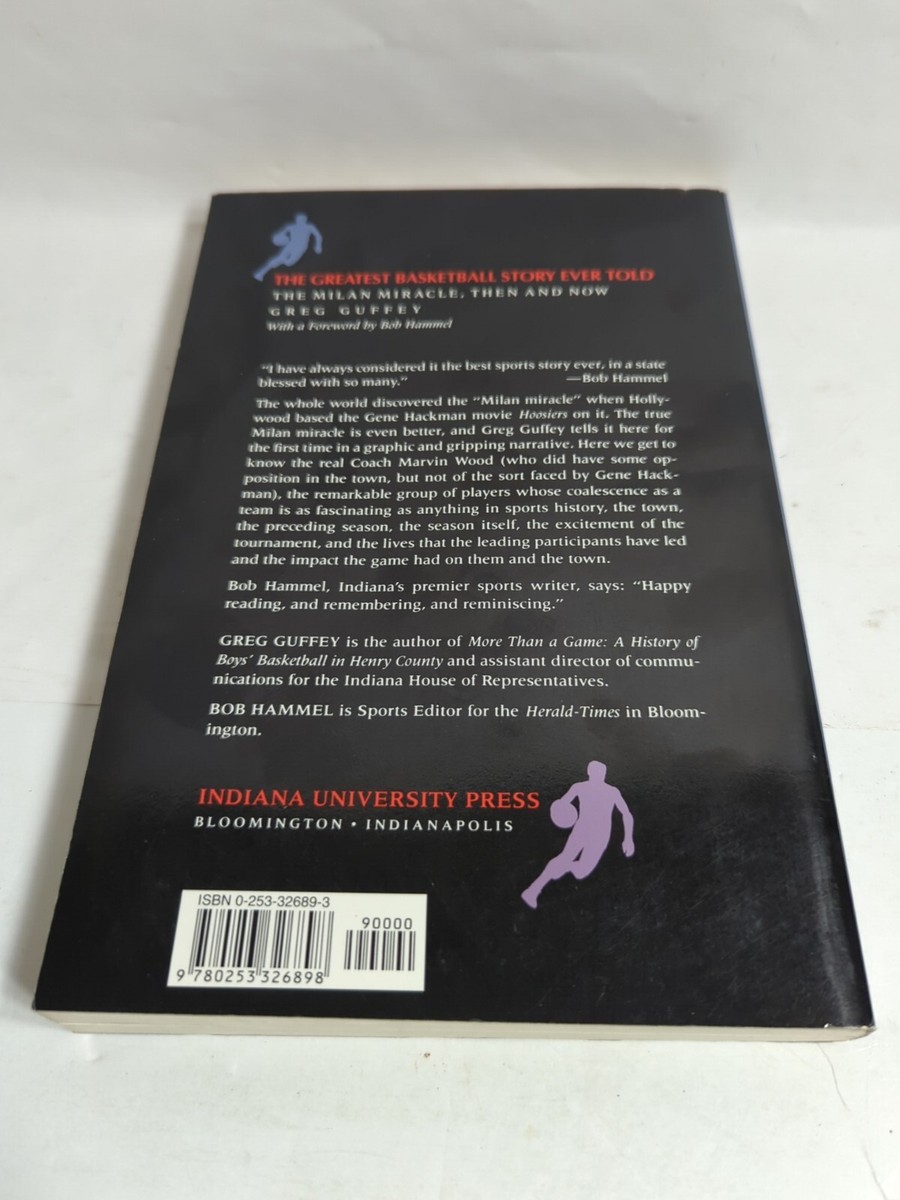 THE GREATEST BASKETBALL STORY EVER TOLD
THE MILAN MIRACLE, THEN AND NOW
GREG GUFFEY
With a Foreword by Bob Hammel
“I have always considered it the best sports story ever, in a state
blessed with so many.” —Bob Hammel
The whole world discovered the “Milan miracle” when Holly-
wood based the Gene Hackman movie Hoosiers on it. The true
Milan miracle is even better, and Greg Guffey tells it here for
the first time in a graphic and gripping narrative. Here we get to
know the real Coach Marvin Wood (who did have some op-
position in the town, but not of the sort faced by Gene Hack-
man), the remarkable group of players whose coalescence as a
team is as fascinating as anything in sports history, the town,
the preceding season, the season itself, the excitement of the
tournament, and the lives that the leading participants have led
and the impact the game had on them and the town.
Bob Hammel, Indiana's premier sports writer, says: “Happy
reading, and remembering, and reminiscing.”
GREG GUFFEY is the author of More Than a Game: A History of
Boys' Basketball in Henry County and assistant director of commu-
nications for the Indiana House of Representatives.
BOB HAMMEL is Sports Editor for the Herald-Times in Bloom-
ington.
INDIANA UNIVERSITY PRESS
BLOOMINGTON • INDIANAPOLIS
ISBN 0-253-32689-3
90000
9 780253 326898